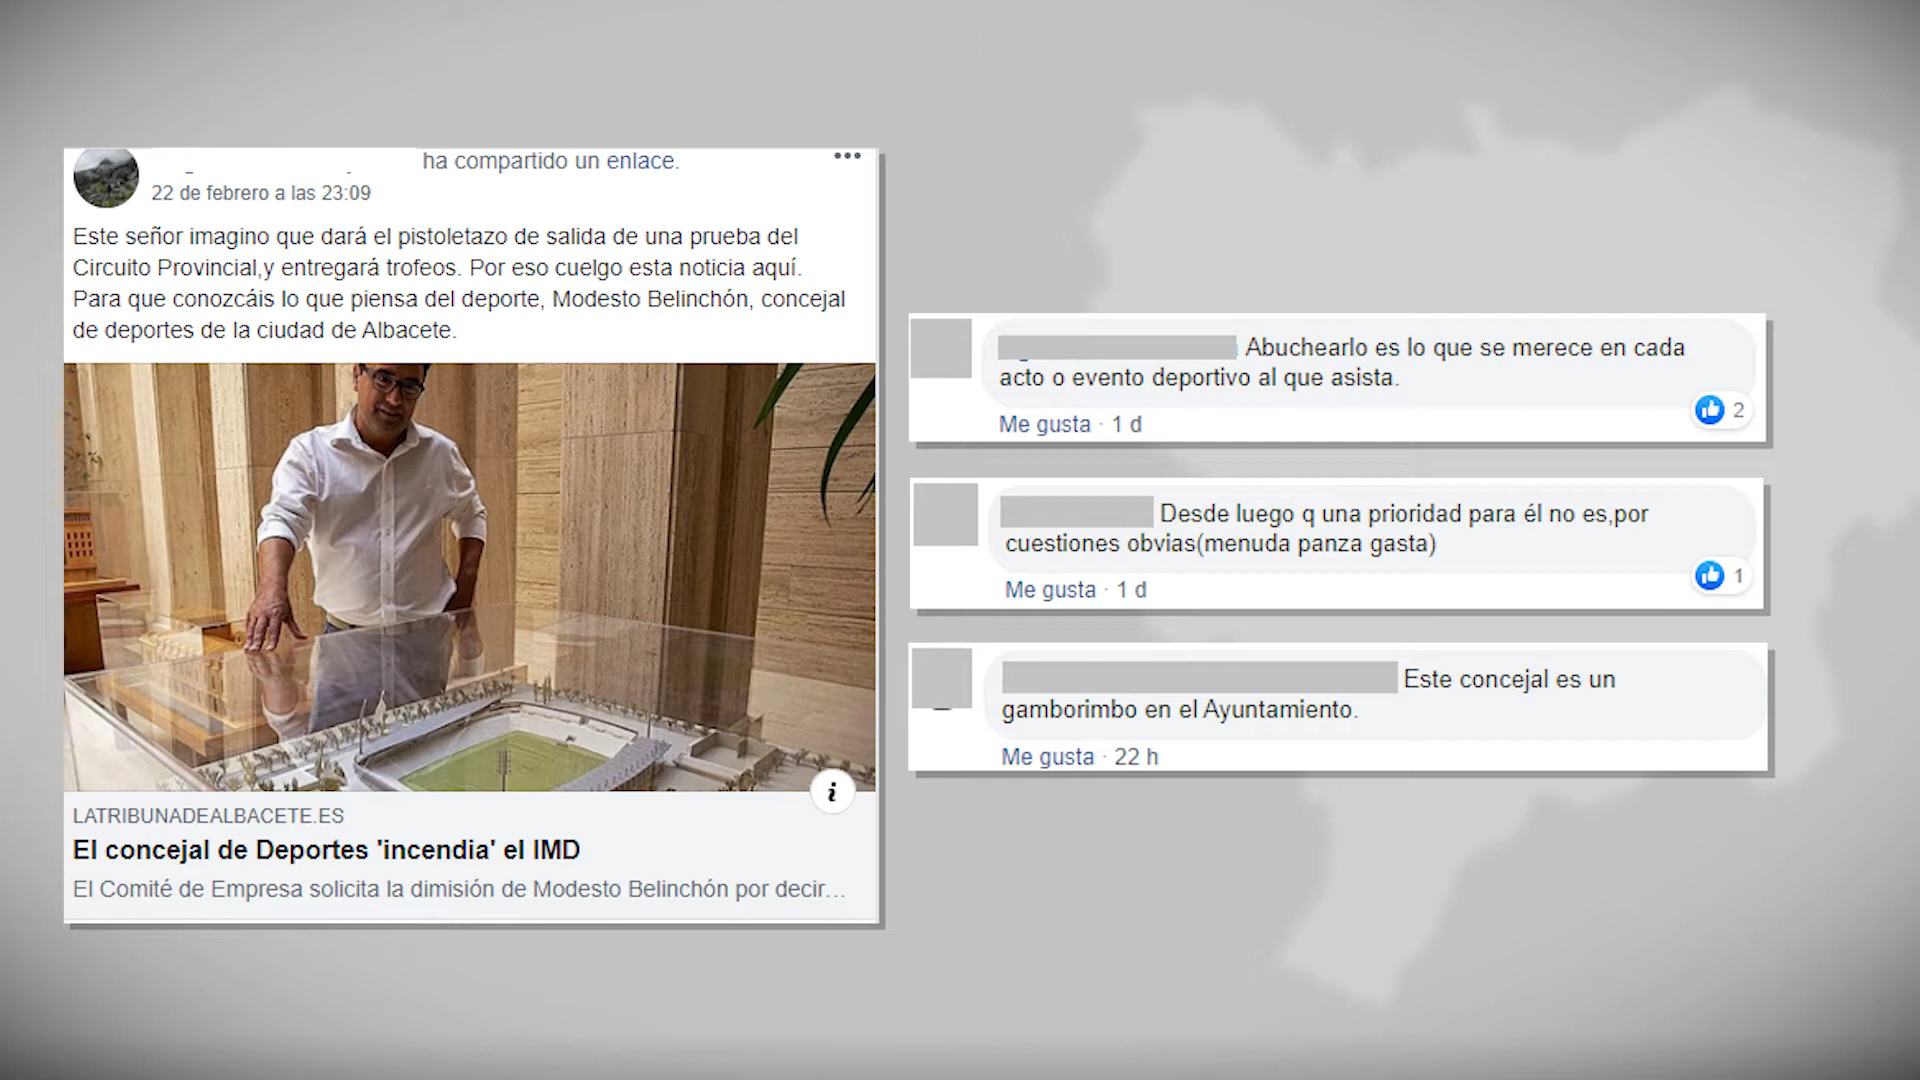 ha compartido un enlace.
22 de febrero a las 23:09
Este señor imagino que dará el pistoletazo de salida de una prueba del
Circuito Provincial,y entregará trofeos. Por eso cuelgo esta noticia aquí.
Para que conozcáis lo que piensa del deporte, Modesto Belinchón, concejal
de deportes de la ciudad de Albacete.
LATRIBUNADEALBACETE.ES
El concejal de Deportes 'incendia' el IMD
El Comité de Empresa solicita la dimisión de Modesto Belinchón por decir...
Abuchearlo es lo que se merece en cada
acto o evento deportivo al que asista.
2
Me gusta · 1 d
Desde luego q una prioridad para él no es,por
cuestiones obvias(menuda panza gasta)
1
Me gusta · 1 d
Este concejal es un
gamborimbo en el Ayuntamiento.
Me gusta · 22 h